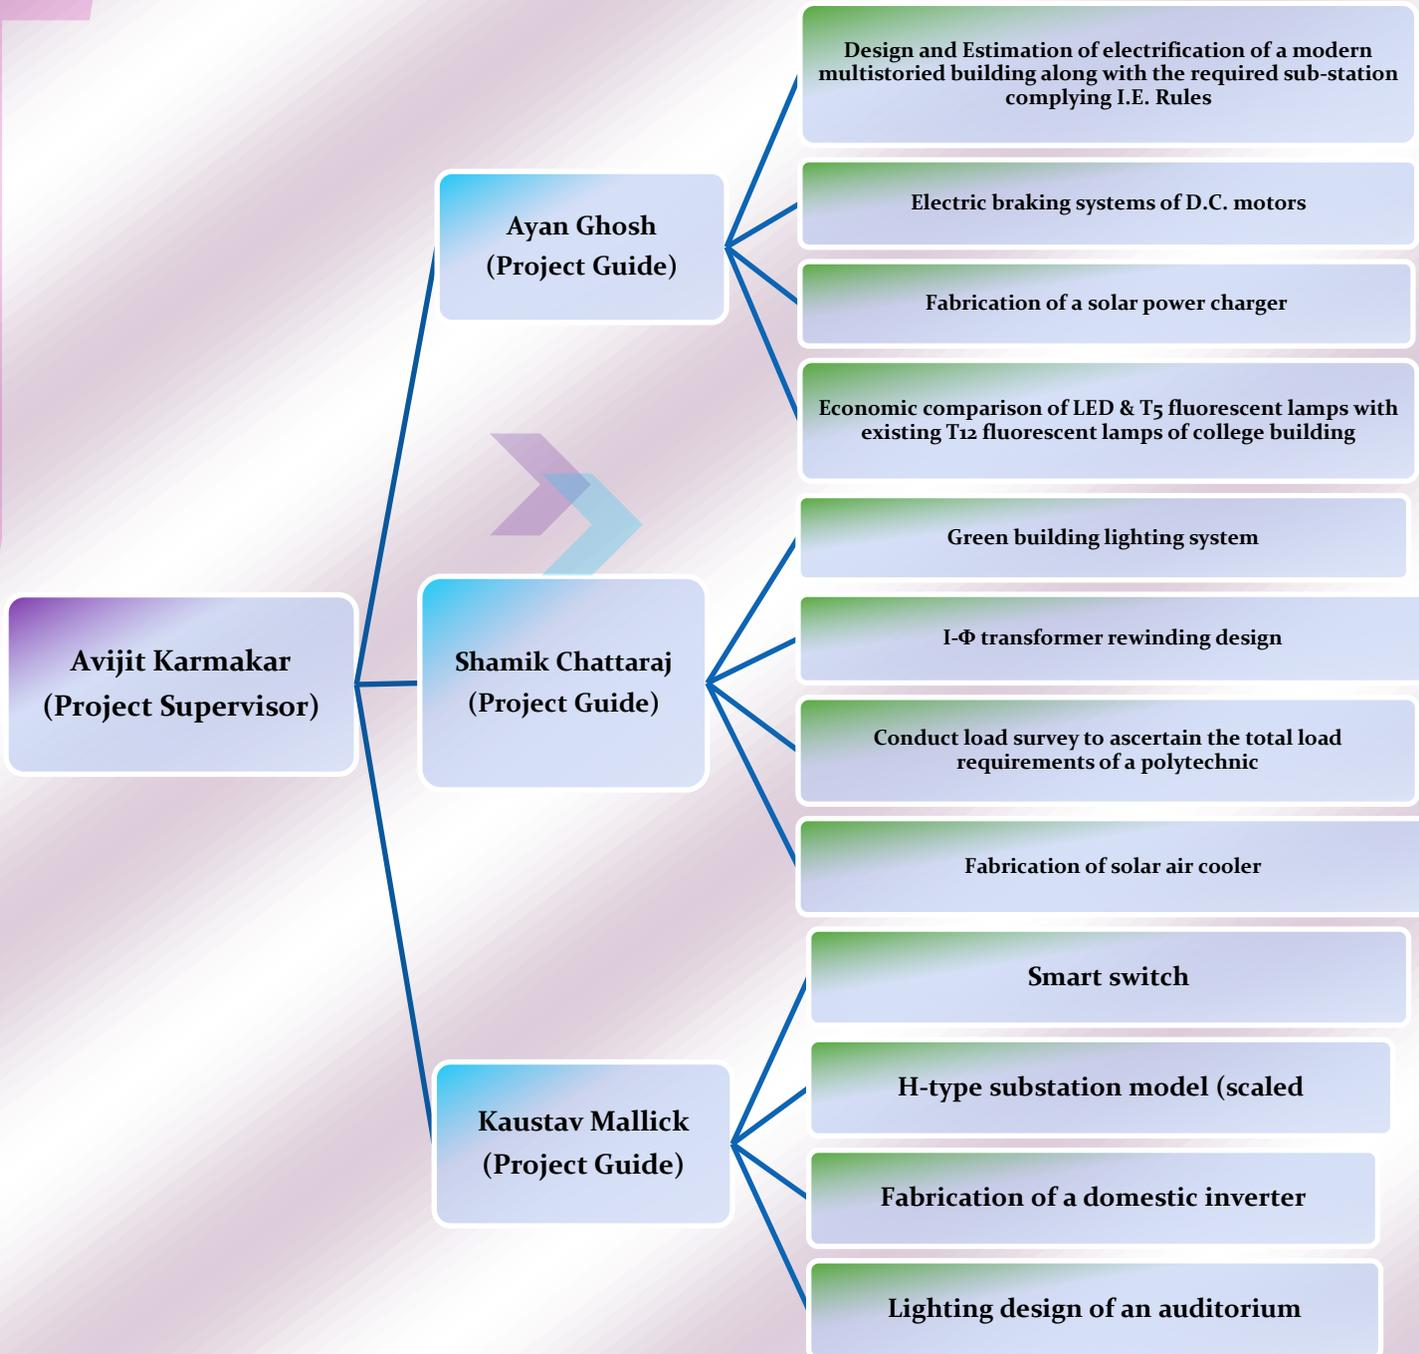 Avijit Karmakar
(Project Supervisor)
Ayan Ghosh
(Project Guide)
Design and Estimation of electrification of a modern
multistoried building along with the required sub-station
complying I.E. Rules
Electric braking systems of D.C. motors
Fabrication of a solar power charger
Economic comparison of LED & T5 fluorescent lamps with
existing T12 fluorescent lamps of college building
Shamik Chattaraj
(Project Guide)
Green building lighting system
I-Φ transformer rewinding design
Conduct load survey to ascertain the total load
requirements of a polytechnic
Fabrication of solar air cooler
Kaustav Mallick
(Project Guide)
Smart switch
H-type substation model (scaled
Fabrication of a domestic inverter
Lighting design of an auditorium